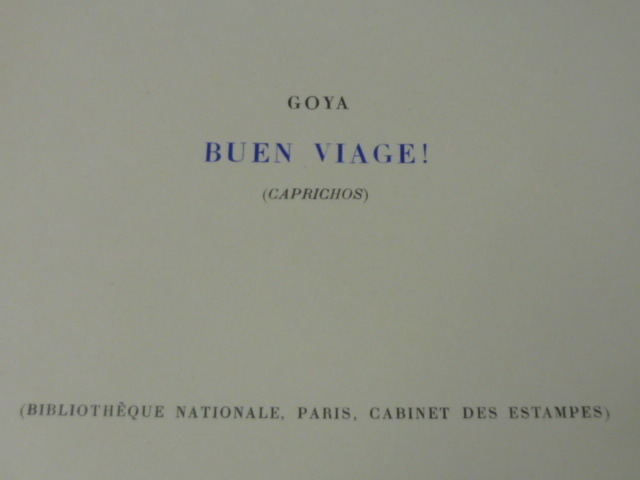 GOYA
BUEN VIAGE!
(CAPRICHOS)
(BIBLIOTHÈQUE NATIONALE, PARIS, CABINET DES ESTAMPES)